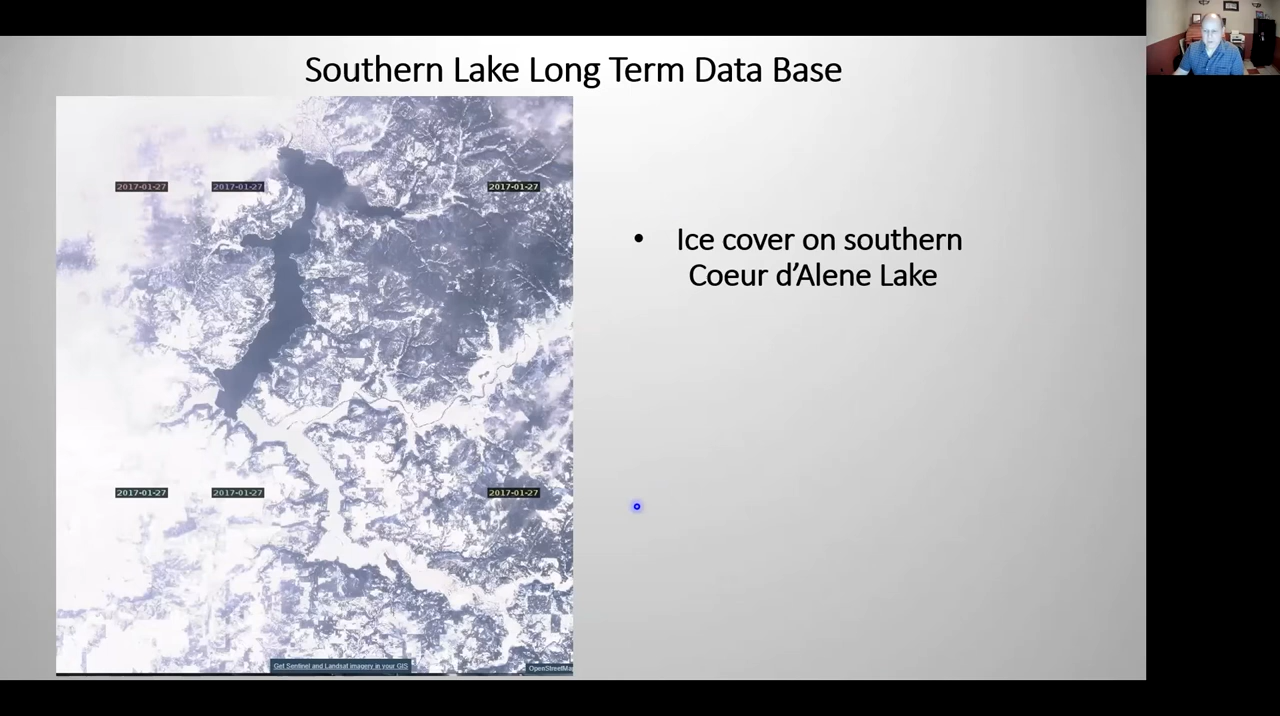 Southern Lake Long Term Data Base
2017-01-27
2017-01-27
2017-01-27
• Ice cover on southern
Coeur d’Alene Lake
2017-01-27
2017-01-27
2017-01-27
Get Sentinel and Landsat imagery in your GIS
OpenStreetMa